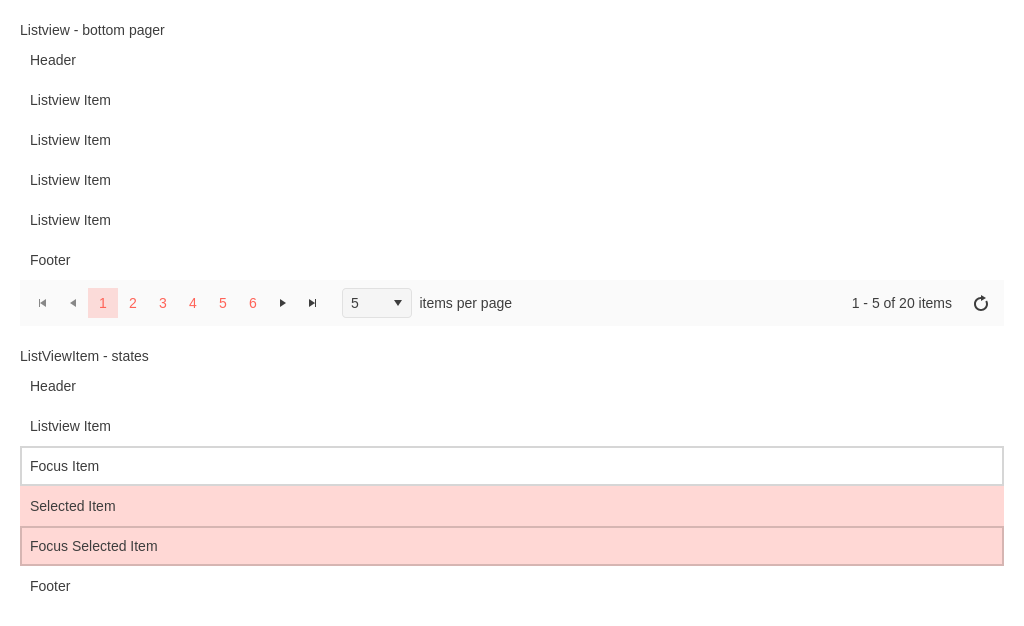 Listview - bottom pager
Header
Listview Item
Listview Item
Listview Item
Listview Item
Footer
1 2 3 4 5 6 5 items per page 1 - 5 of 20 items
ListViewItem - states
Header
Listview Item
Focus Item
Selected Item
Focus Selected Item
Footer